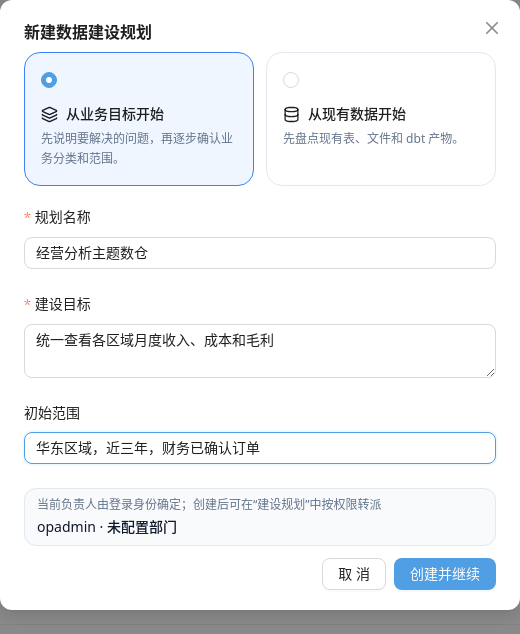 新建数据建设规划
从业务目标开始
先说明要解决的问题，再逐步确认业
务分类和范围。
从现有数据开始
先盘点现有表、文件和 dbt 产物。
* 规划名称
经营分析主题数仓
* 建设目标
统一查看各区域月度收入、成本和毛利
初始范围
华东区域，近三年，财务已确认订单
当前负责人由登录身份确定；创建后可在“建设规划”中按权限转派
opadmin · 未配置部门
取 消
创建并继续